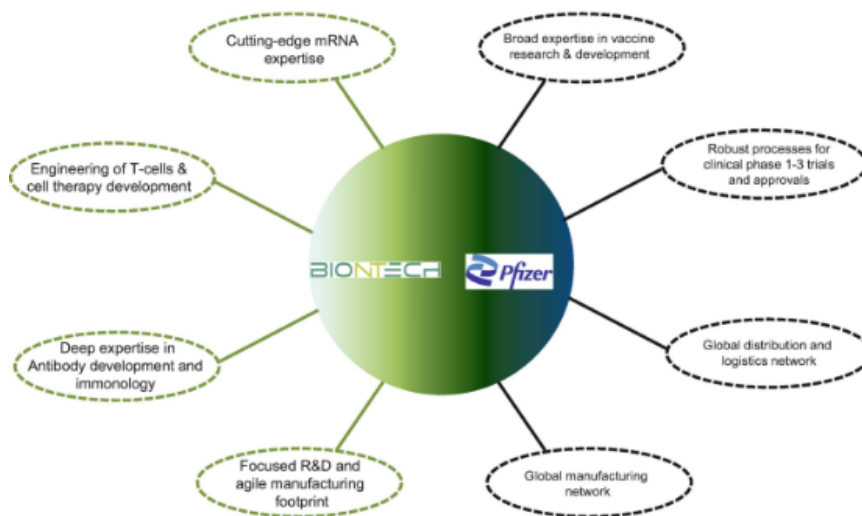 Cutting-edge mRNA
expertise
Broad expertise in vaccine
research & development
Engineering of T-cells &
cell therapy development
Robust processes for
clinical phase 1-3 trials
and approvals
BIONTECH
Pfizer
Deep expertise in
Antibody development and
immonology
Global distribution and
logistics network
Focused R&D and
agile manufacturing
footprint
Global manufacturing
network